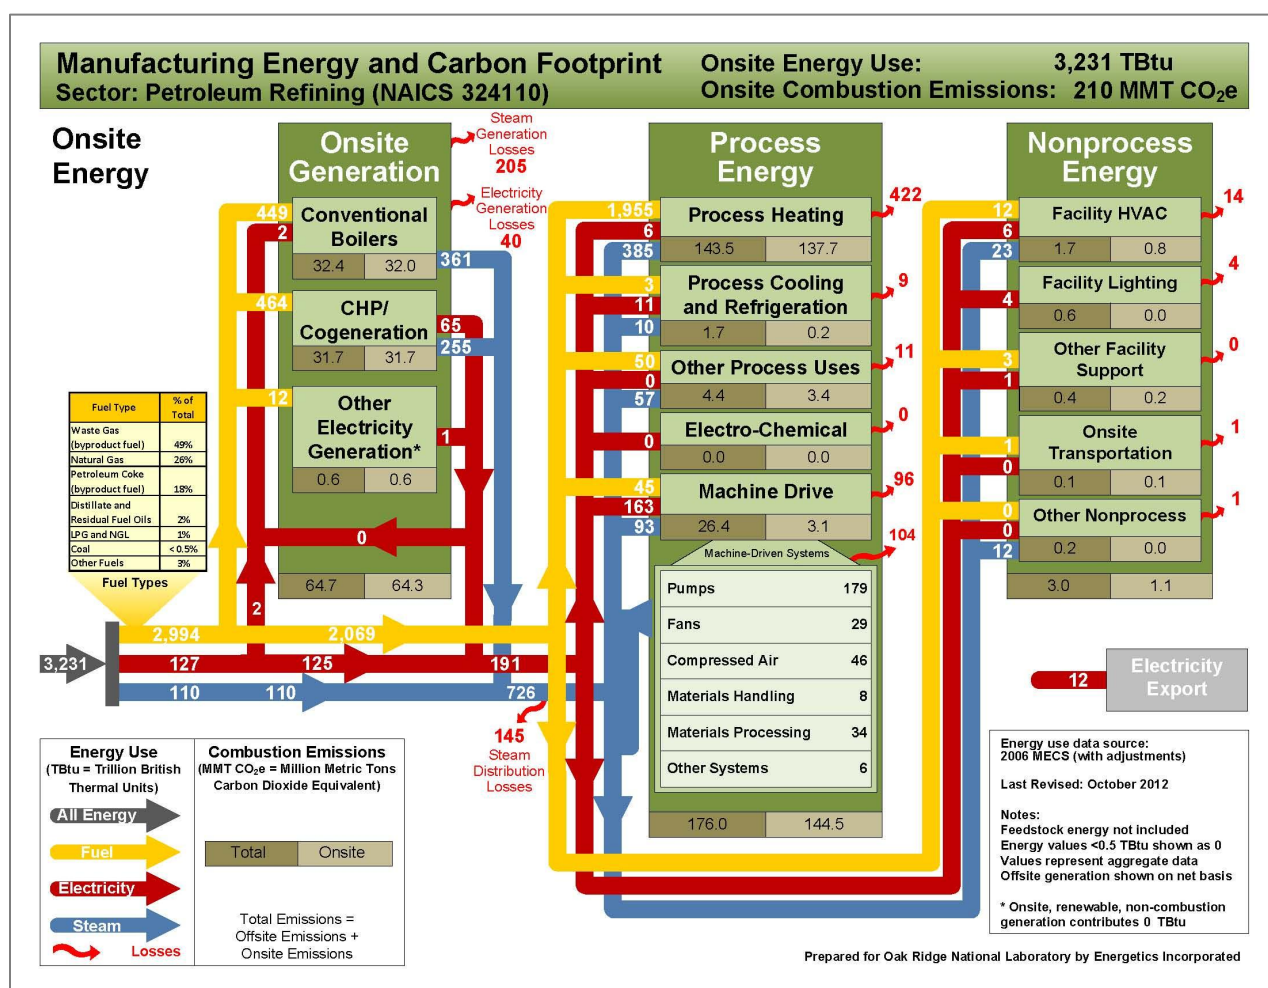 Manufacturing Energy and Carbon Footprint
Sector: Petroleum Refining (NAICS 324110)
Onsite Energy Use: 3,231 TBtu
Onsite Combustion Emissions: 210 MMT CO₂e
Onsite
Energy
Onsite
Generation
Steam
Generation
Losses
205
Electricity
Generation
Losses
40
449
2
Conventional
Boilers
32.4 32.0
361
464
CHP/
Cogeneration
31.7 31.7
65
255
12
Other
Electricity
Generation*
0.6 0.6
1
0
64.7 64.3
2
Fuel Type % of Total
Waste Gas
(byproduct fuel) 49%
Natural Gas 26%
Petroleum Coke
(byproduct fuel) 18%
Distillate and
Residual Fuel Oils 2%
LPG and NGL 1%
Coal < 0.5%
Other Fuels 3%
Fuel Types
3,231
2,994 2,069
127 125 191
110 110 726
145
Steam
Distribution
Losses
Process
Energy
1,955
6
385
Process Heating
143.5 137.7
422
3
11
10
Process Cooling
and Refrigeration
1.7 0.2
9
50
0
57
Other Process Uses
4.4 3.4
11
0
Electro-Chemical
0.0 0.0
0
45
163
93
Machine Drive
26.4 3.1
96
Machine-Driven Systems
104
Pumps 179
Fans 29
Compressed Air 46
Materials Handling 8
Materials Processing 34
Other Systems 6
176.0 144.5
Nonprocess
Energy
12
6
23
Facility HVAC
1.7 0.8
14
4
Facility Lighting
0.6 0.0
4
3
1
Other Facility
Support
0.4 0.2
0
1
0
Onsite
Transportation
0.1 0.1
1
0
0
12
Other Nonprocess
0.2 0.0
1
3.0 1.1
12
Electricity
Export
Energy Use
(TBtu = Trillion British
Thermal Units)
All Energy
Fuel
Electricity
Steam
Losses
Combustion Emissions
(MMT CO₂e = Million Metric Tons
Carbon Dioxide Equivalent)
Total Onsite
Total Emissions =
Offsite Emissions +
Onsite Emissions
Energy use data source:
2006 MECS (with adjustments)
Last Revised: October 2012
Notes:
Feedstock energy not included
Energy values <0.5 TBtu shown as 0
Values represent aggregate data
Offsite generation shown on net basis
* Onsite, renewable, non-combustion
generation contributes 0 TBtu
Prepared for Oak Ridge National Laboratory by Energetics Incorporated